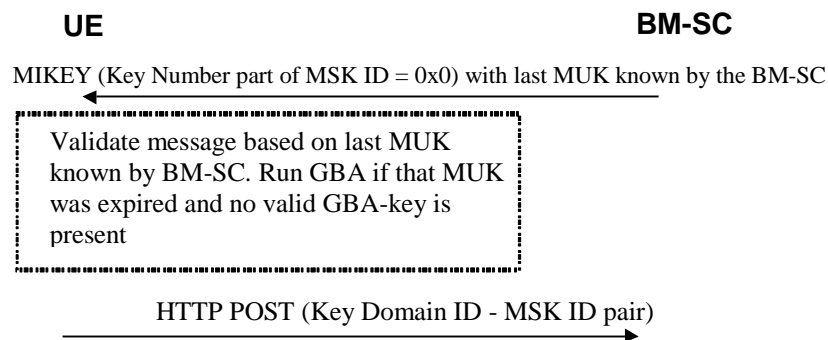 UE
BM-SC
MIKEY (Key Number part of MSK ID = 0x0) with last MUK known by the BM-SC
Validate message based on last MUK
known by BM-SC. Run GBA if that MUK
was expired and no valid GBA-key is
present
HTTP POST (Key Domain ID - MSK ID pair)